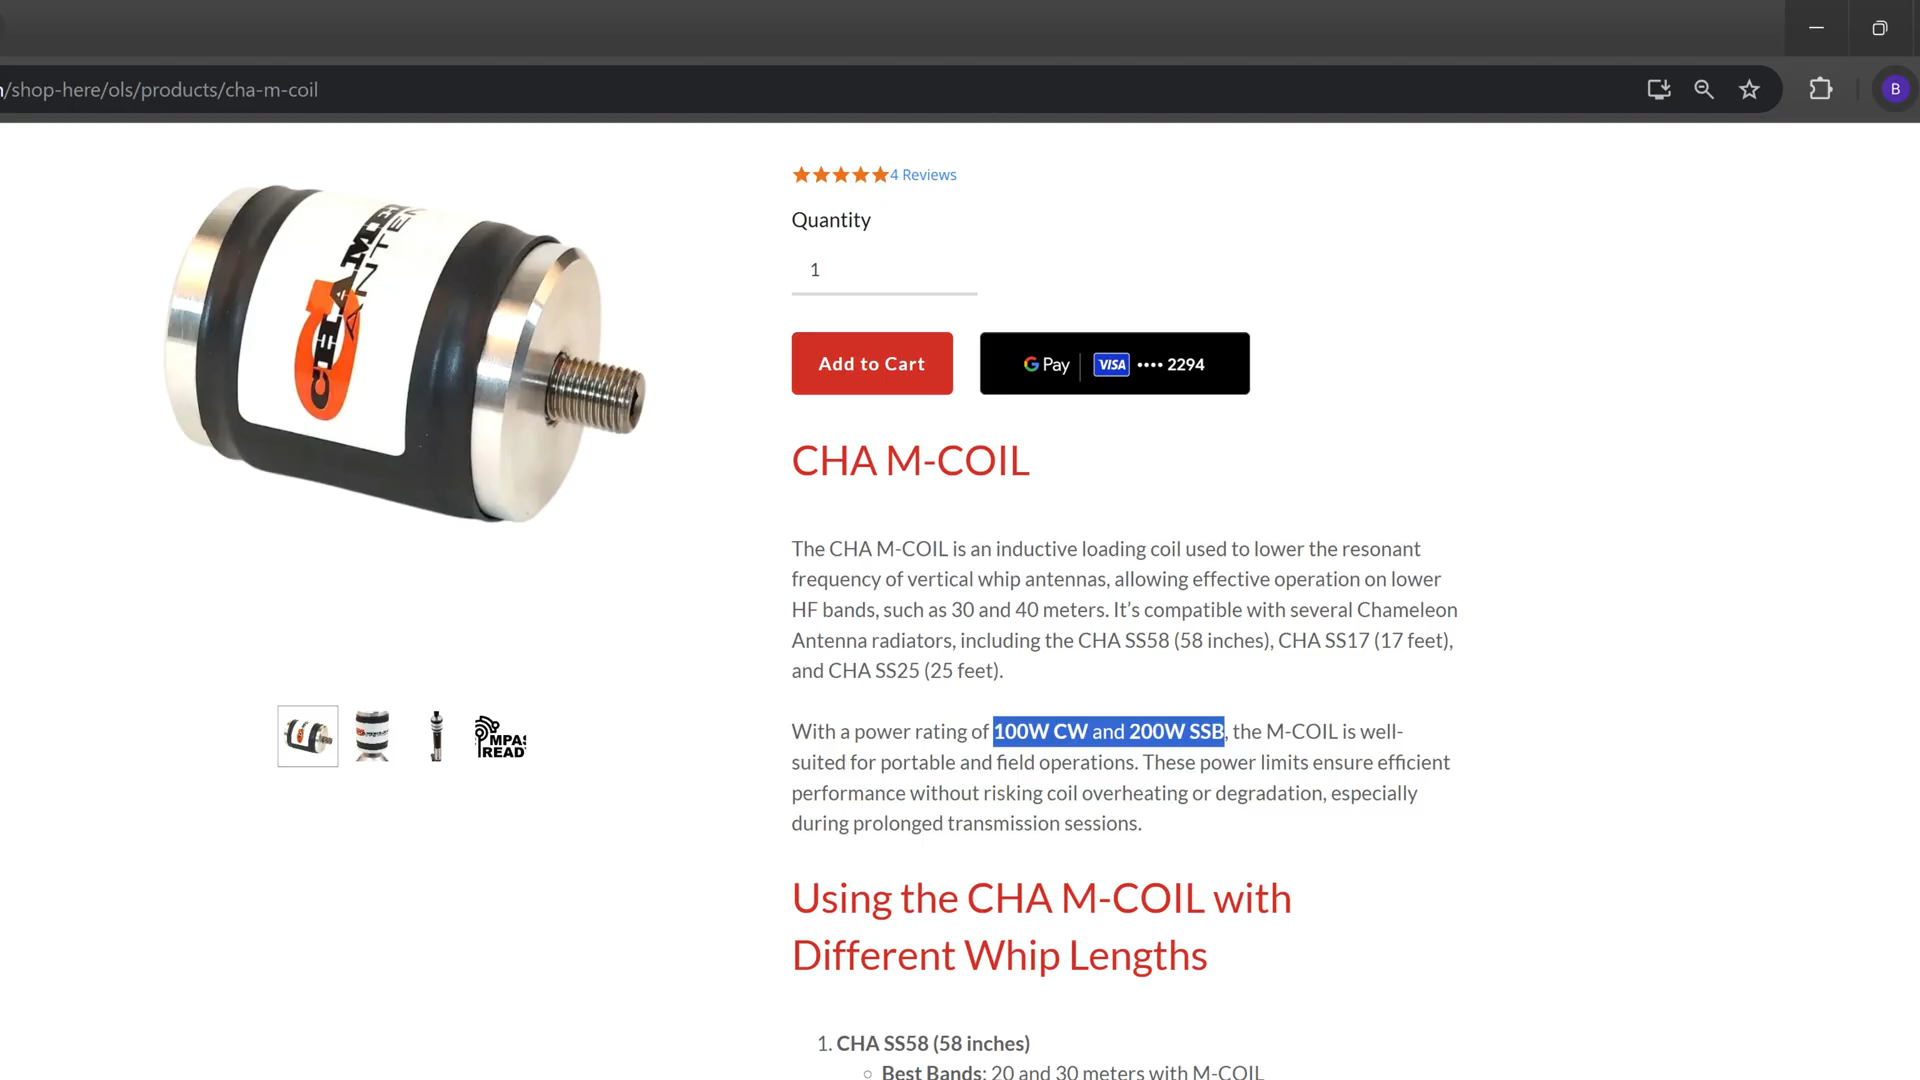 /shop-here/ols/products/cha-m-coil
B
4 Reviews
Quantity
1
Add to Cart
G Pay VISA •••• 2294
CHAMELEON
ANTE
CHA M-COIL
The CHA M-COIL is an inductive loading coil used to lower the resonant
frequency of vertical whip antennas, allowing effective operation on lower
HF bands, such as 30 and 40 meters. It’s compatible with several Chameleon
Antenna radiators, including the CHA SS58 (58 inches), CHA SS17 (17 feet),
and CHA SS25 (25 feet).
With a power rating of 100W CW and 200W SSB, the M-COIL is well-
suited for portable and field operations. These power limits ensure efficient
performance without risking coil overheating or degradation, especially
during prolonged transmission sessions.
MPAS
READY
Using the CHA M-COIL with
Different Whip Lengths
1. CHA SS58 (58 inches)
Best Bands: 20 and 30 meters with M-COIL